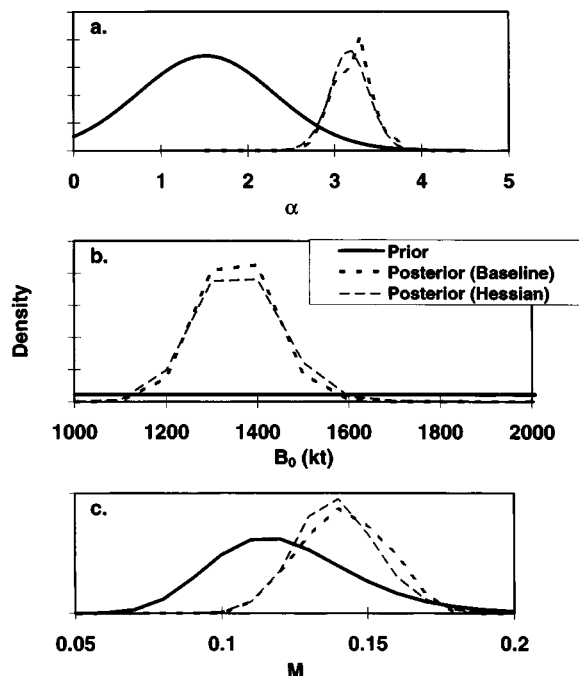 a.
0 1 2 3 4 5
α
b.
Prior
Posterior (Baseline)
Posterior (Hessian)
Density
1000 1200 1400 1600 1800 2000
B₀ (kt)
c.
0.05 0.1 0.15 0.2
M